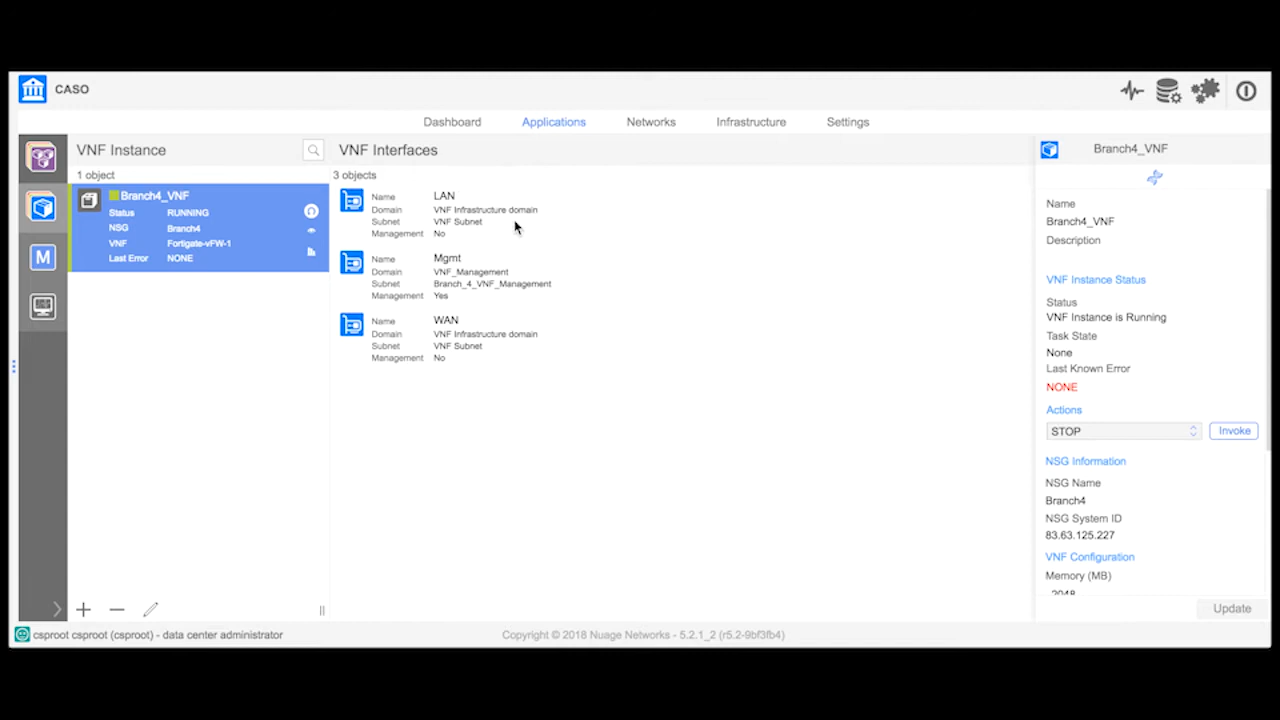 CASO
Dashboard Applications Networks Infrastructure Settings
VNF Instance
1 object
Branch4_VNF
Status RUNNING
NSG Branch4
VNF Fortigate-vFW-1
Last Error NONE
M
VNF Interfaces
3 objects
Name LAN
Domain VNF Infrastructure domain
Subnet VNF Subnet
Management No
Name Mgmt
Domain VNF_Management
Subnet Branch_4_VNF_Management
Management Yes
Name WAN
Domain VNF Infrastructure domain
Subnet VNF Subnet
Management No
Branch4_VNF
Name
Branch4_VNF
Description
VNF Instance Status
Status
VNF Instance is Running
Task State
None
Last Known Error
NONE
Actions
STOP Invoke
NSG Information
NSG Name
Branch4
NSG System ID
83.63.125.227
VNF Configuration
Memory (MB)
2048
Update
csproot csproot (csproot) - data center administrator
Copyright © 2018 Nuage Networks - 5.2.1_2 (r5.2-9bf3fb4)